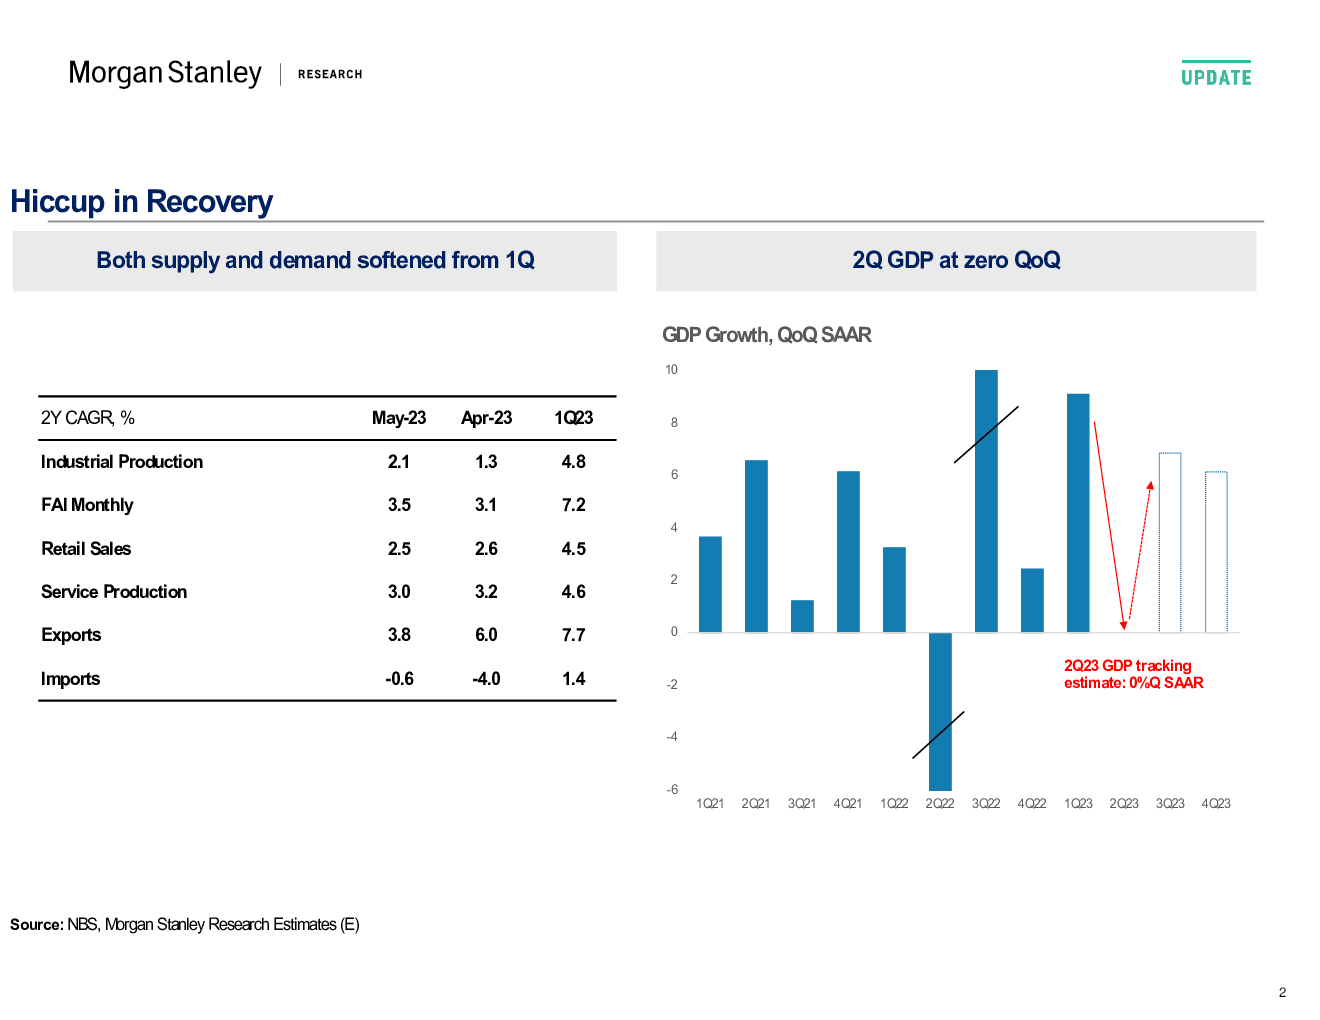 Morgan Stanley | RESEARCH
UPDATE
Hiccup in Recovery
Both supply and demand softened from 1Q
2Y CAGR, % May-23 Apr-23 1Q23
Industrial Production 2.1 1.3 4.8
FAI Monthly 3.5 3.1 7.2
Retail Sales 2.5 2.6 4.5
Service Production 3.0 3.2 4.6
Exports 3.8 6.0 7.7
Imports -0.6 -4.0 1.4
2Q GDP at zero QoQ
GDP Growth, QoQ SAAR
10
8
6
4
2
0
-2
-4
-6
2Q23 GDP tracking
estimate: 0%Q SAAR
1Q21 2Q21 3Q21 4Q21 1Q22 2Q22 3Q22 4Q22 1Q23 2Q23 3Q23 4Q23
Source: NBS, Morgan Stanley Research Estimates (E)
2